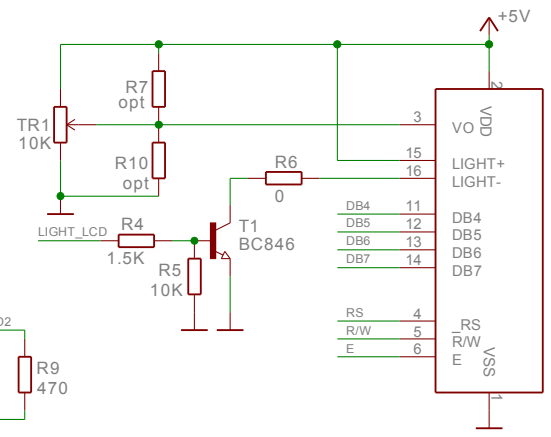 +5V
2
R7
opt
TR1
10K
3
VO
VDD
R10
opt
15
LIGHT+
R6
0
16
LIGHT-
DB4
11
DB4
LIGHT_LCD
R4
1.5K
T1
BC846
DB5
12
DB5
DB6
13
DB6
DB7
14
DB7
R5
10K
RS
4
_RS
R/W
5
R/W
E
6
E
VSS
1
R9
470